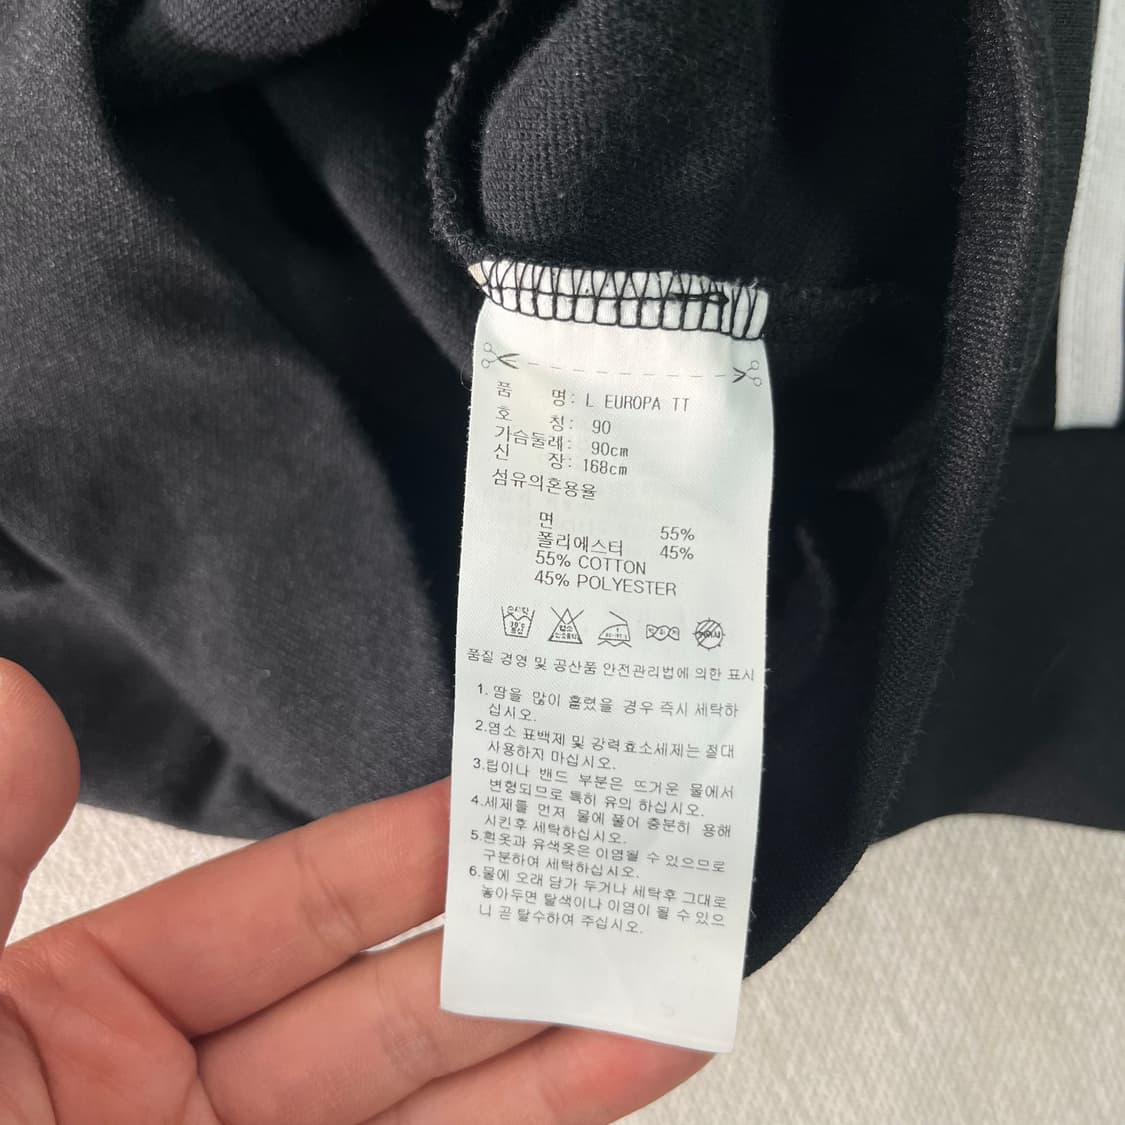 품 명: L EUROPA TT
호 칭: 90
가슴둘레: 90cm
신 장: 168cm
섬유의혼용율
면 55%
폴리에스터 45%
55% COTTON
45% POLYESTER
품질 경영 및 공산품 안전관리법에 의한 표시
1. 땀을 많이 흘렸을 경우 즉시 세탁하
십시오.
2.염소 표백제 및 강력효소세제는 절대
사용하지 마십시오.
3.립이나 밴드 부분은 뜨거운 물에서
변형되므로 특히 유의 하십시오.
4.세제를 먼저 물에 풀어 충분히 용해
시킨후 세탁하십시오.
5.흰옷과 유색옷은 이염될 수 있으므로
구분하여 세탁하십시오.
6.물에 오래 담가 두거나 세탁후 그대로
놓아두면 탈색이나 이염이 될 수 있으
니 곧 탈수하여 주십시오.